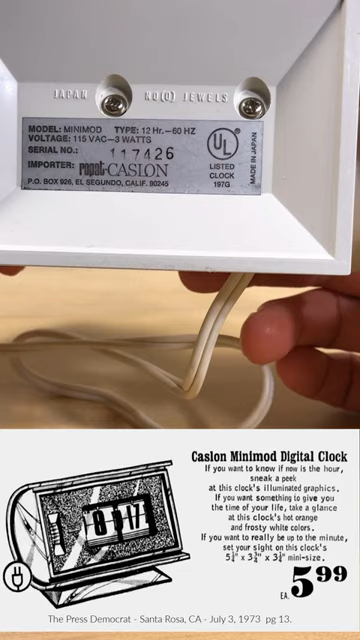 JAPAN NO (0) JEWELS
MODEL: MINIMOD TYPE: 12 Hr.—60 HZ
VOLTAGE: 115 VAC—3 WATTS
SERIAL NO.: 117426
IMPORTER: ropat-CASLON
P.O. BOX 926, EL SEGUNDO, CALIF. 90245
UL
LISTED
CLOCK
197G
MADE IN JAPAN
Caslon Minimod Digital Clock
If you want to know if now is the hour,
sneak a peek
at this clock's illuminated graphics.
If you want something to give you
the time of your life, take a glance
at this clock's hot orange
and frosty white colors.
If you want to really be up to the minute,
set your sight on this clock's
5¼" x 3¾" x 3¼" mini-size.
EA. 5⁹⁹
The Press Democrat - Santa Rosa, CA - July 3, 1973 pg 13.